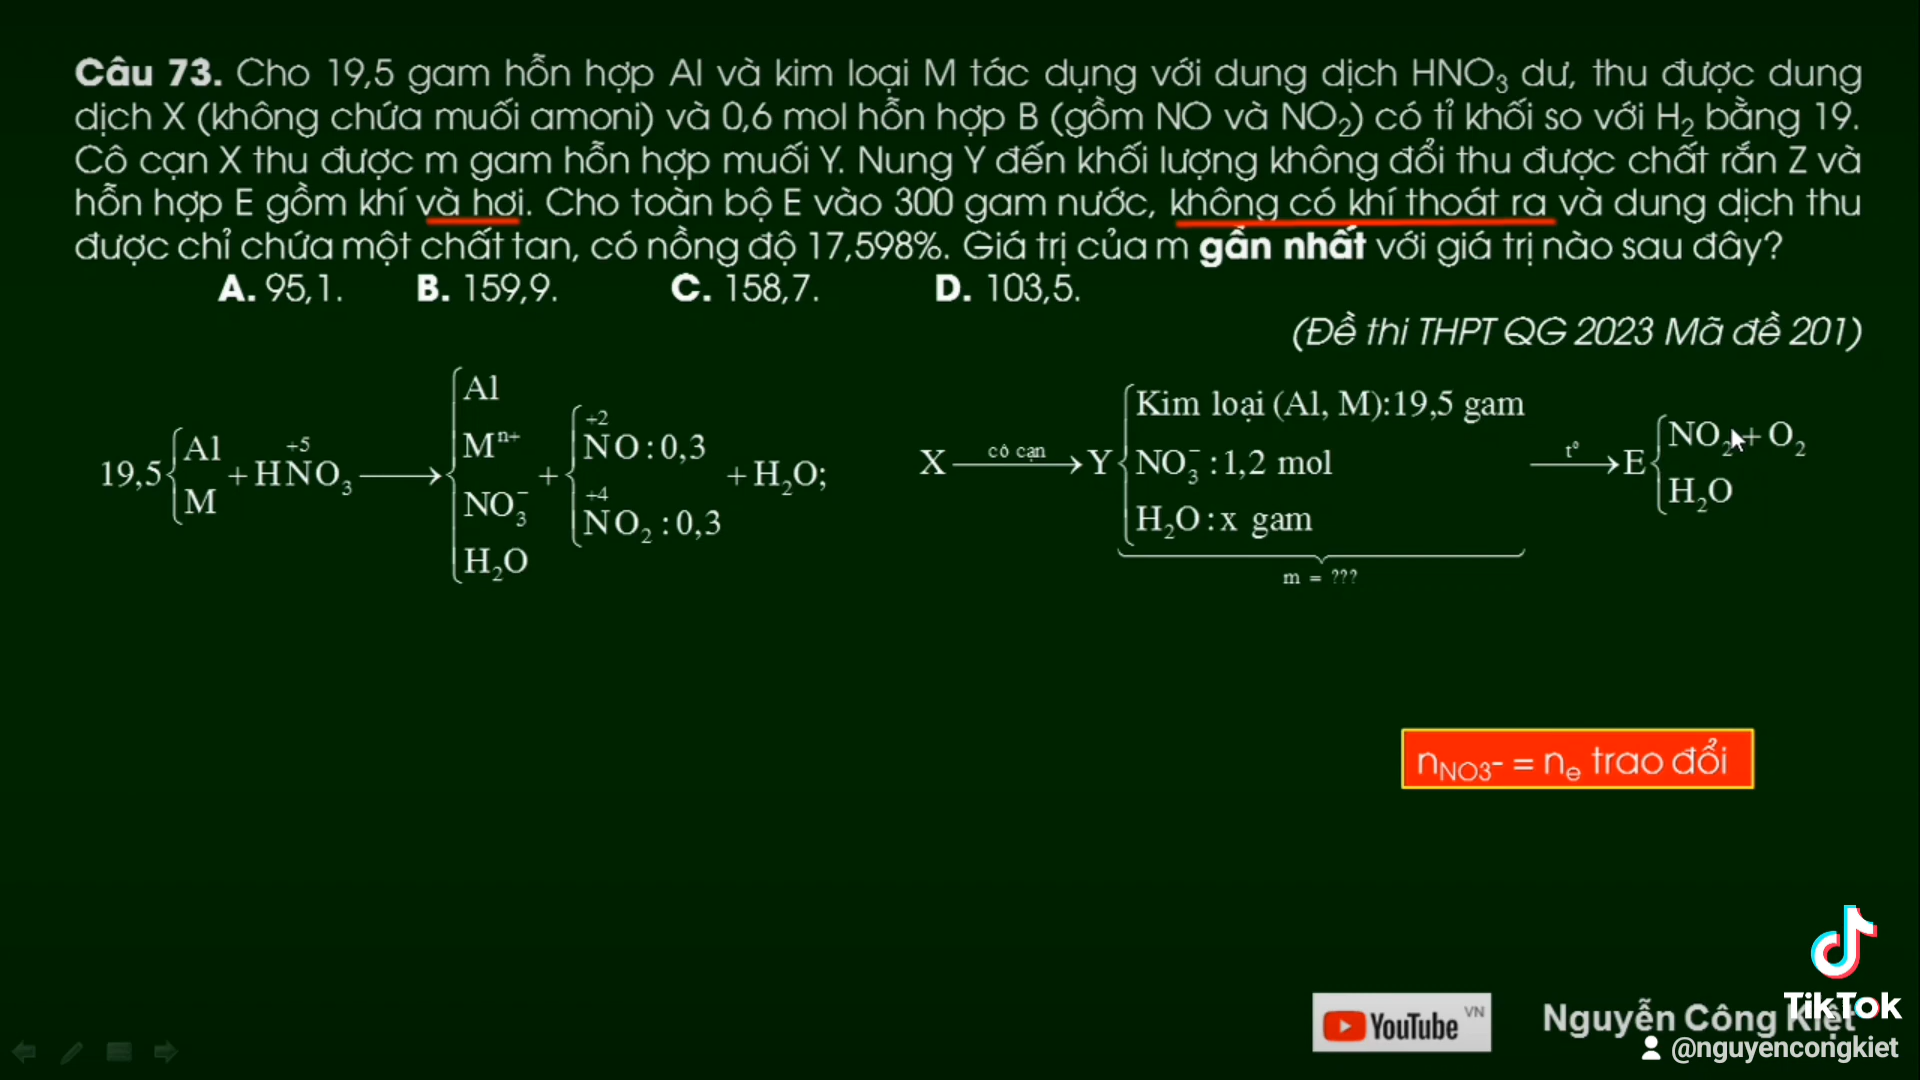 Câu 73. Cho 19,5 gam hỗn hợp Al và kim loại M tác dụng với dung dịch HNO₃ dư, thu được dung
dịch X (không chứa muối amoni) và 0,6 mol hỗn hợp B (gồm NO và NO₂) có tỉ khối so với H₂ bằng 19.
Cô cạn X thu được m gam hỗn hợp muối Y. Nung Y đến khối lượng không đổi thu được chất rắn Z và
hỗn hợp E gồm khí và hơi. Cho toàn bộ E vào 300 gam nước, không có khí thoát ra và dung dịch thu
được chỉ chứa một chất tan, có nồng độ 17,598%. Giá trị của m gần nhất với giá trị nào sau đây?
A. 95,1. B. 159,9. C. 158,7. D. 103,5.
(Đề thi THPT QG 2023 Mã đề 201)
19,5 { Al M + HN⁺⁵O₃ ⟶ { Al Mⁿ⁺ NO₃⁻ H₂O + { N⁺²O : 0,3 N⁺⁴O₂ : 0,3 + H₂O;
X cô cạn ⟶ Y { Kim loại (Al, M):19,5 gam NO₃⁻ : 1,2 mol H₂O : x gam t° ⟶ E { NO₂ + O₂ H₂O
m = ???
n_NO3- = nₑ trao đổi
YouTube VN
Nguyễn Công Kiệt
TikTok
@nguyencongkiet